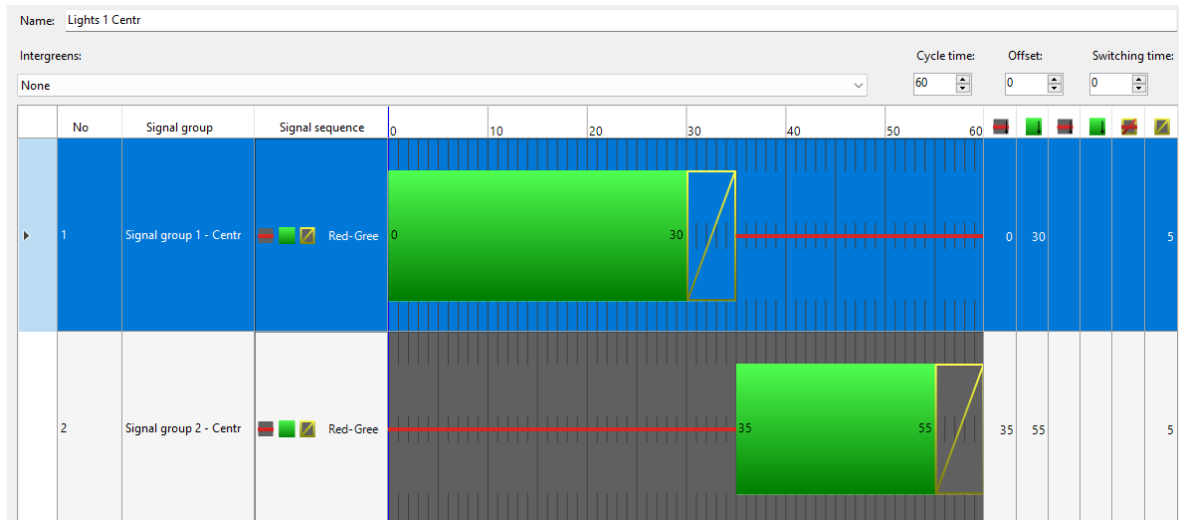 Name: Lights 1 Centr
Intergreens: Cycle time: Offset: Switching time:
None 60 0 0
No Signal group Signal sequence 0 10 20 30 40 50 60
1 Signal group 1 - Centr Red-Gree 0 30 0 30 5
2 Signal group 2 - Centr Red-Gree 35 55 35 55 5